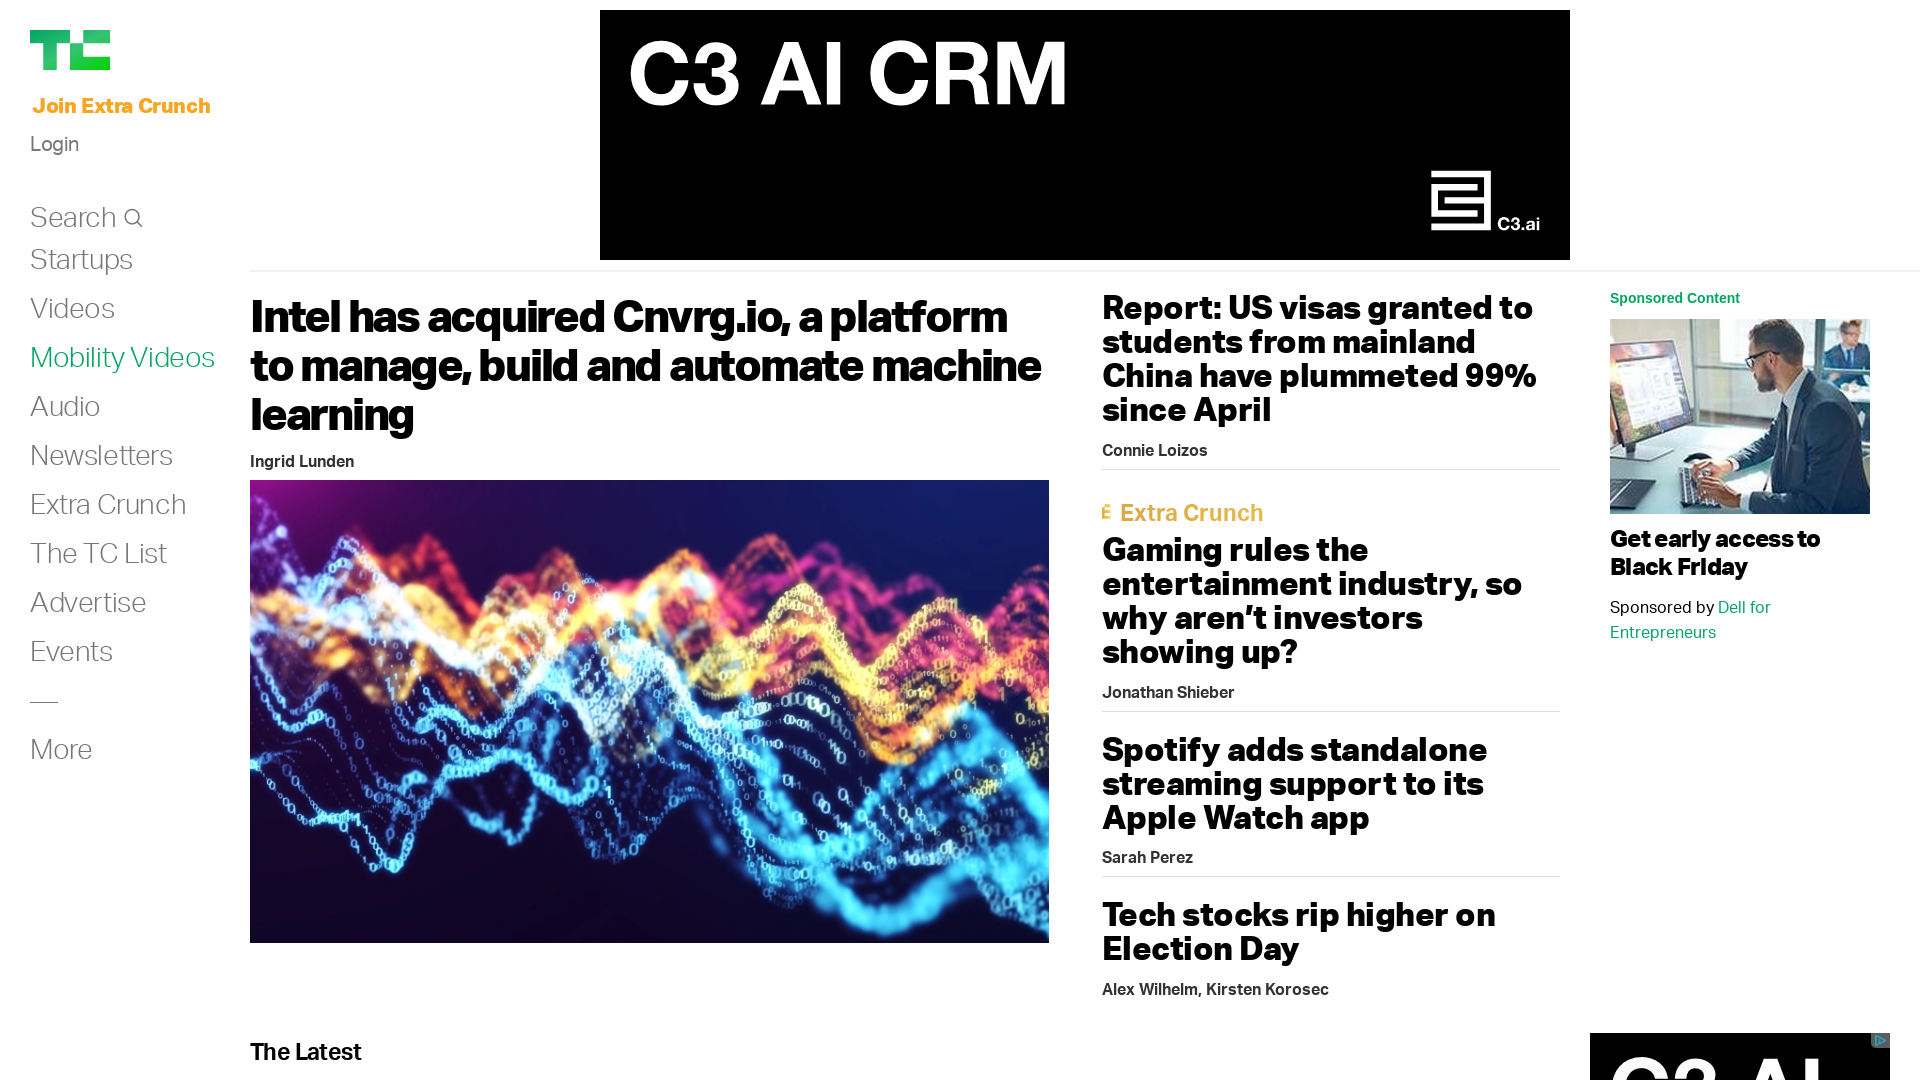 TC
Join Extra Crunch
Login
Search
Startups
Videos
Mobility Videos
Audio
Newsletters
Extra Crunch
The TC List
Advertise
Events
More
C3 AI CRM
C3.ai
Intel has acquired Cnvrg.io, a platform
to manage, build and automate machine
learning
Ingrid Lunden
Report: US visas granted to
students from mainland
China have plummeted 99%
since April
Connie Loizos
Extra Crunch
Gaming rules the
entertainment industry, so
why aren’t investors
showing up?
Jonathan Shieber
Spotify adds standalone
streaming support to its
Apple Watch app
Sarah Perez
Tech stocks rip higher on
Election Day
Alex Wilhelm, Kirsten Korosec
Sponsored Content
Get early access to
Black Friday
Sponsored by Dell for
Entrepreneurs
The Latest
C3 AI